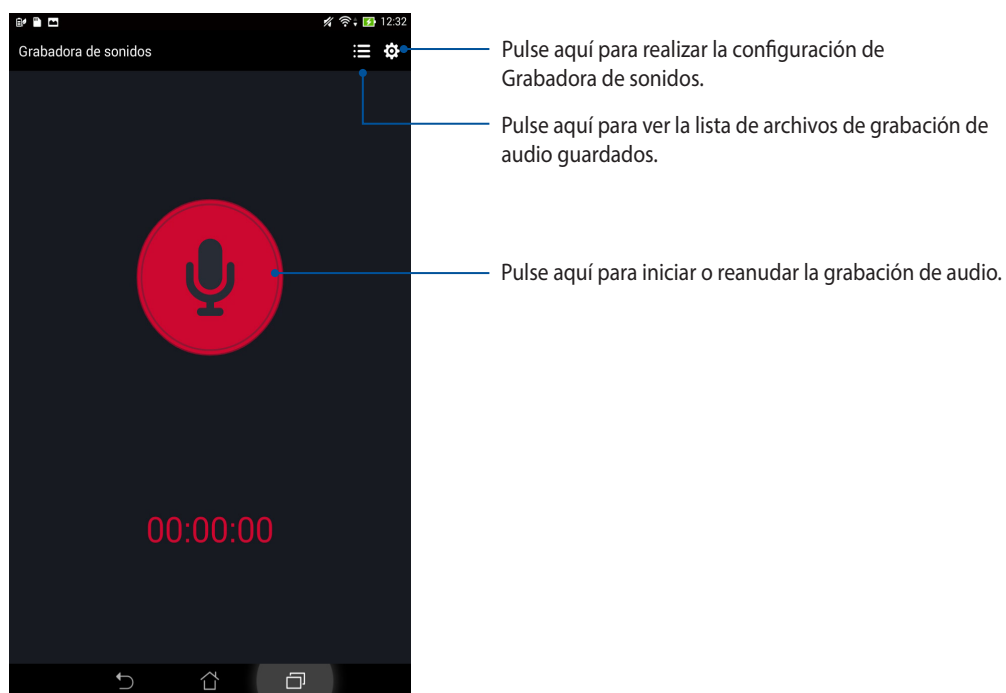 12:32
Grabadora de sonidos
Pulse aquí para realizar la configuración de
Grabadora de sonidos.
Pulse aquí para ver la lista de archivos de grabación de
audio guardados.
Pulse aquí para iniciar o reanudar la grabación de audio.
00:00:00